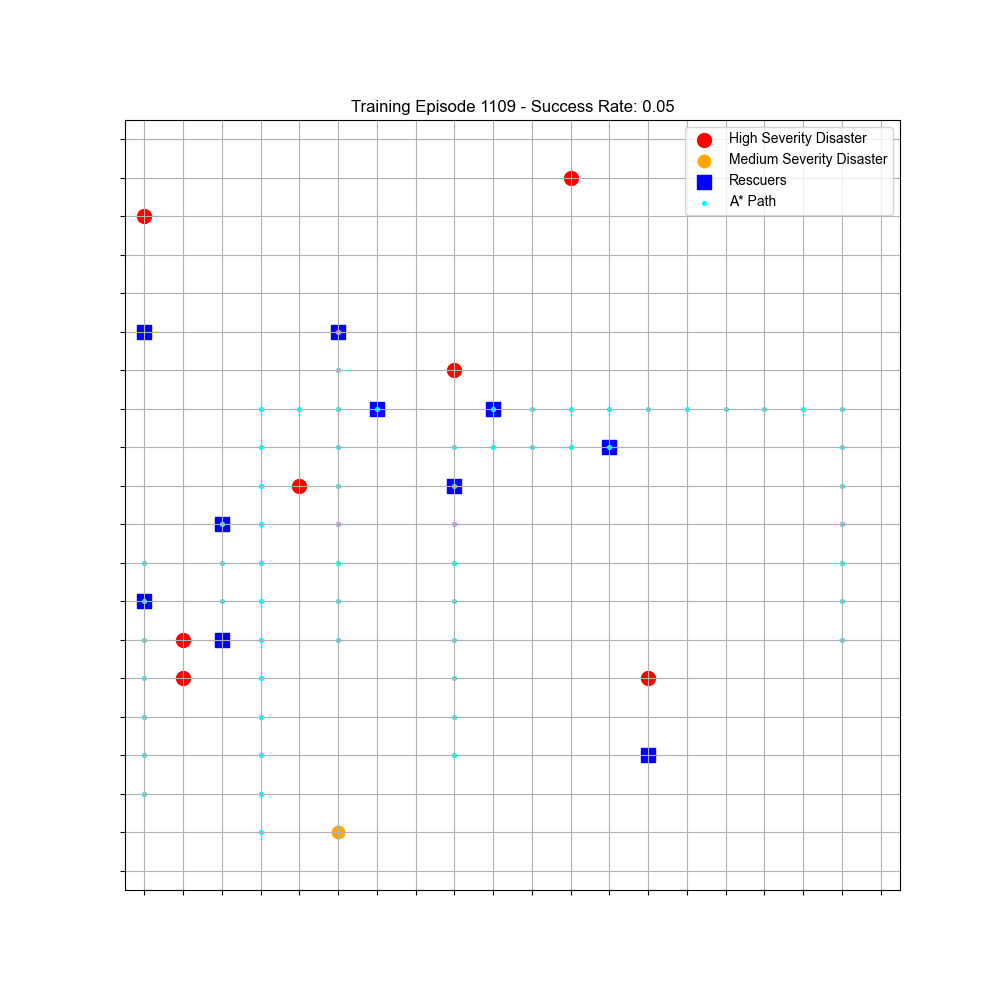 Training Episode 1109 - Success Rate: 0.05
High Severity Disaster
Medium Severity Disaster
Rescuers
A* Path